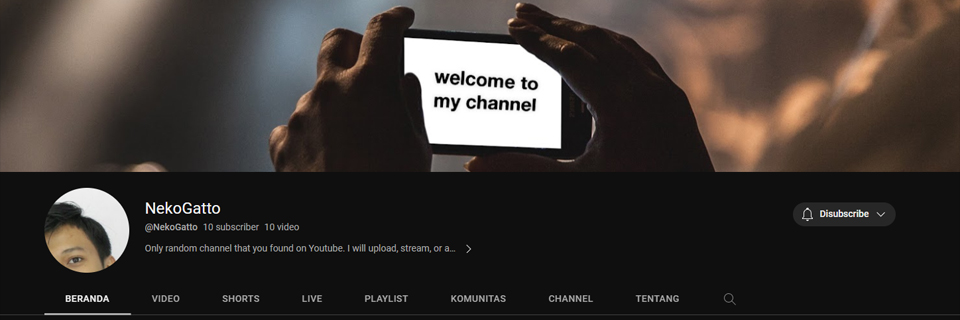 welcome to
my channel
NekoGatto
@NekoGatto 10 subscriber 10 video
Disubscribe
Only random channel that you found on Youtube. I will upload, stream, or a...
BERANDA VIDEO SHORTS LIVE PLAYLIST KOMUNITAS CHANNEL TENTANG